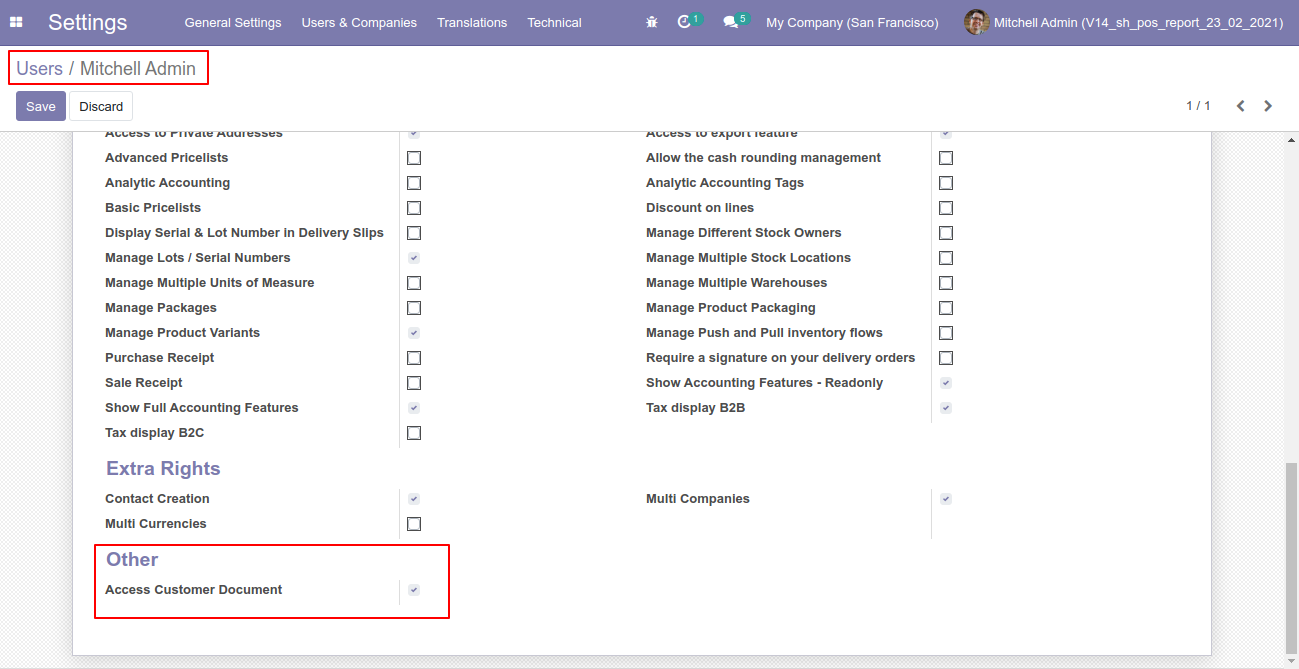 Settings General Settings Users & Companies Translations Technical 1 5 My Company (San Francisco) Mitchell Admin (V14_sh_pos_report_23_02_2021)
Users / Mitchell Admin
Save Discard 1 / 1
Access to Private Addresses Access to export feature
Advanced Pricelists Allow the cash rounding management
Analytic Accounting Analytic Accounting Tags
Basic Pricelists Discount on lines
Display Serial & Lot Number in Delivery Slips Manage Different Stock Owners
Manage Lots / Serial Numbers Manage Multiple Stock Locations
Manage Multiple Units of Measure Manage Multiple Warehouses
Manage Packages Manage Product Packaging
Manage Product Variants Manage Push and Pull inventory flows
Purchase Receipt Require a signature on your delivery orders
Sale Receipt Show Accounting Features - Readonly
Show Full Accounting Features Tax display B2B
Tax display B2C
Extra Rights
Contact Creation Multi Companies
Multi Currencies
Other
Access Customer Document